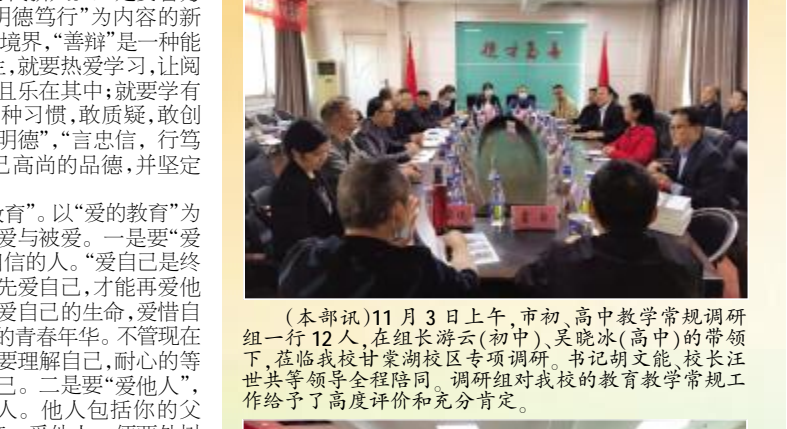 明德笃行”为内容的新
境界,“善辩”是一种能
,就要热爱学习,让阅
且乐在其中;就要学有
种习惯,敢质疑,敢创
明德”,“言忠信, 行笃
己高尚的品德,并坚定
育”。以“爱的教育”为
爱与被爱。一是要“爱
信的人。“爱自己是终
先爱自己,才能再爱他
爱自己的生命,爱惜自
的青春年华。不管现在
要理解自己,耐心的等
己。二是要“爱他人”,
人。他人包括你的父
(本部讯)11 月 3 日上午,市初、高中教学常规调研
组一行 12 人,在组长游云(初中)、吴晓冰(高中)的带领
下,莅临我校甘棠湖校区专项调研。书记胡文能、校长汪
世共等领导全程陪同。调研组对我校的教育教学常规工
作给予了高度评价和充分肯定。